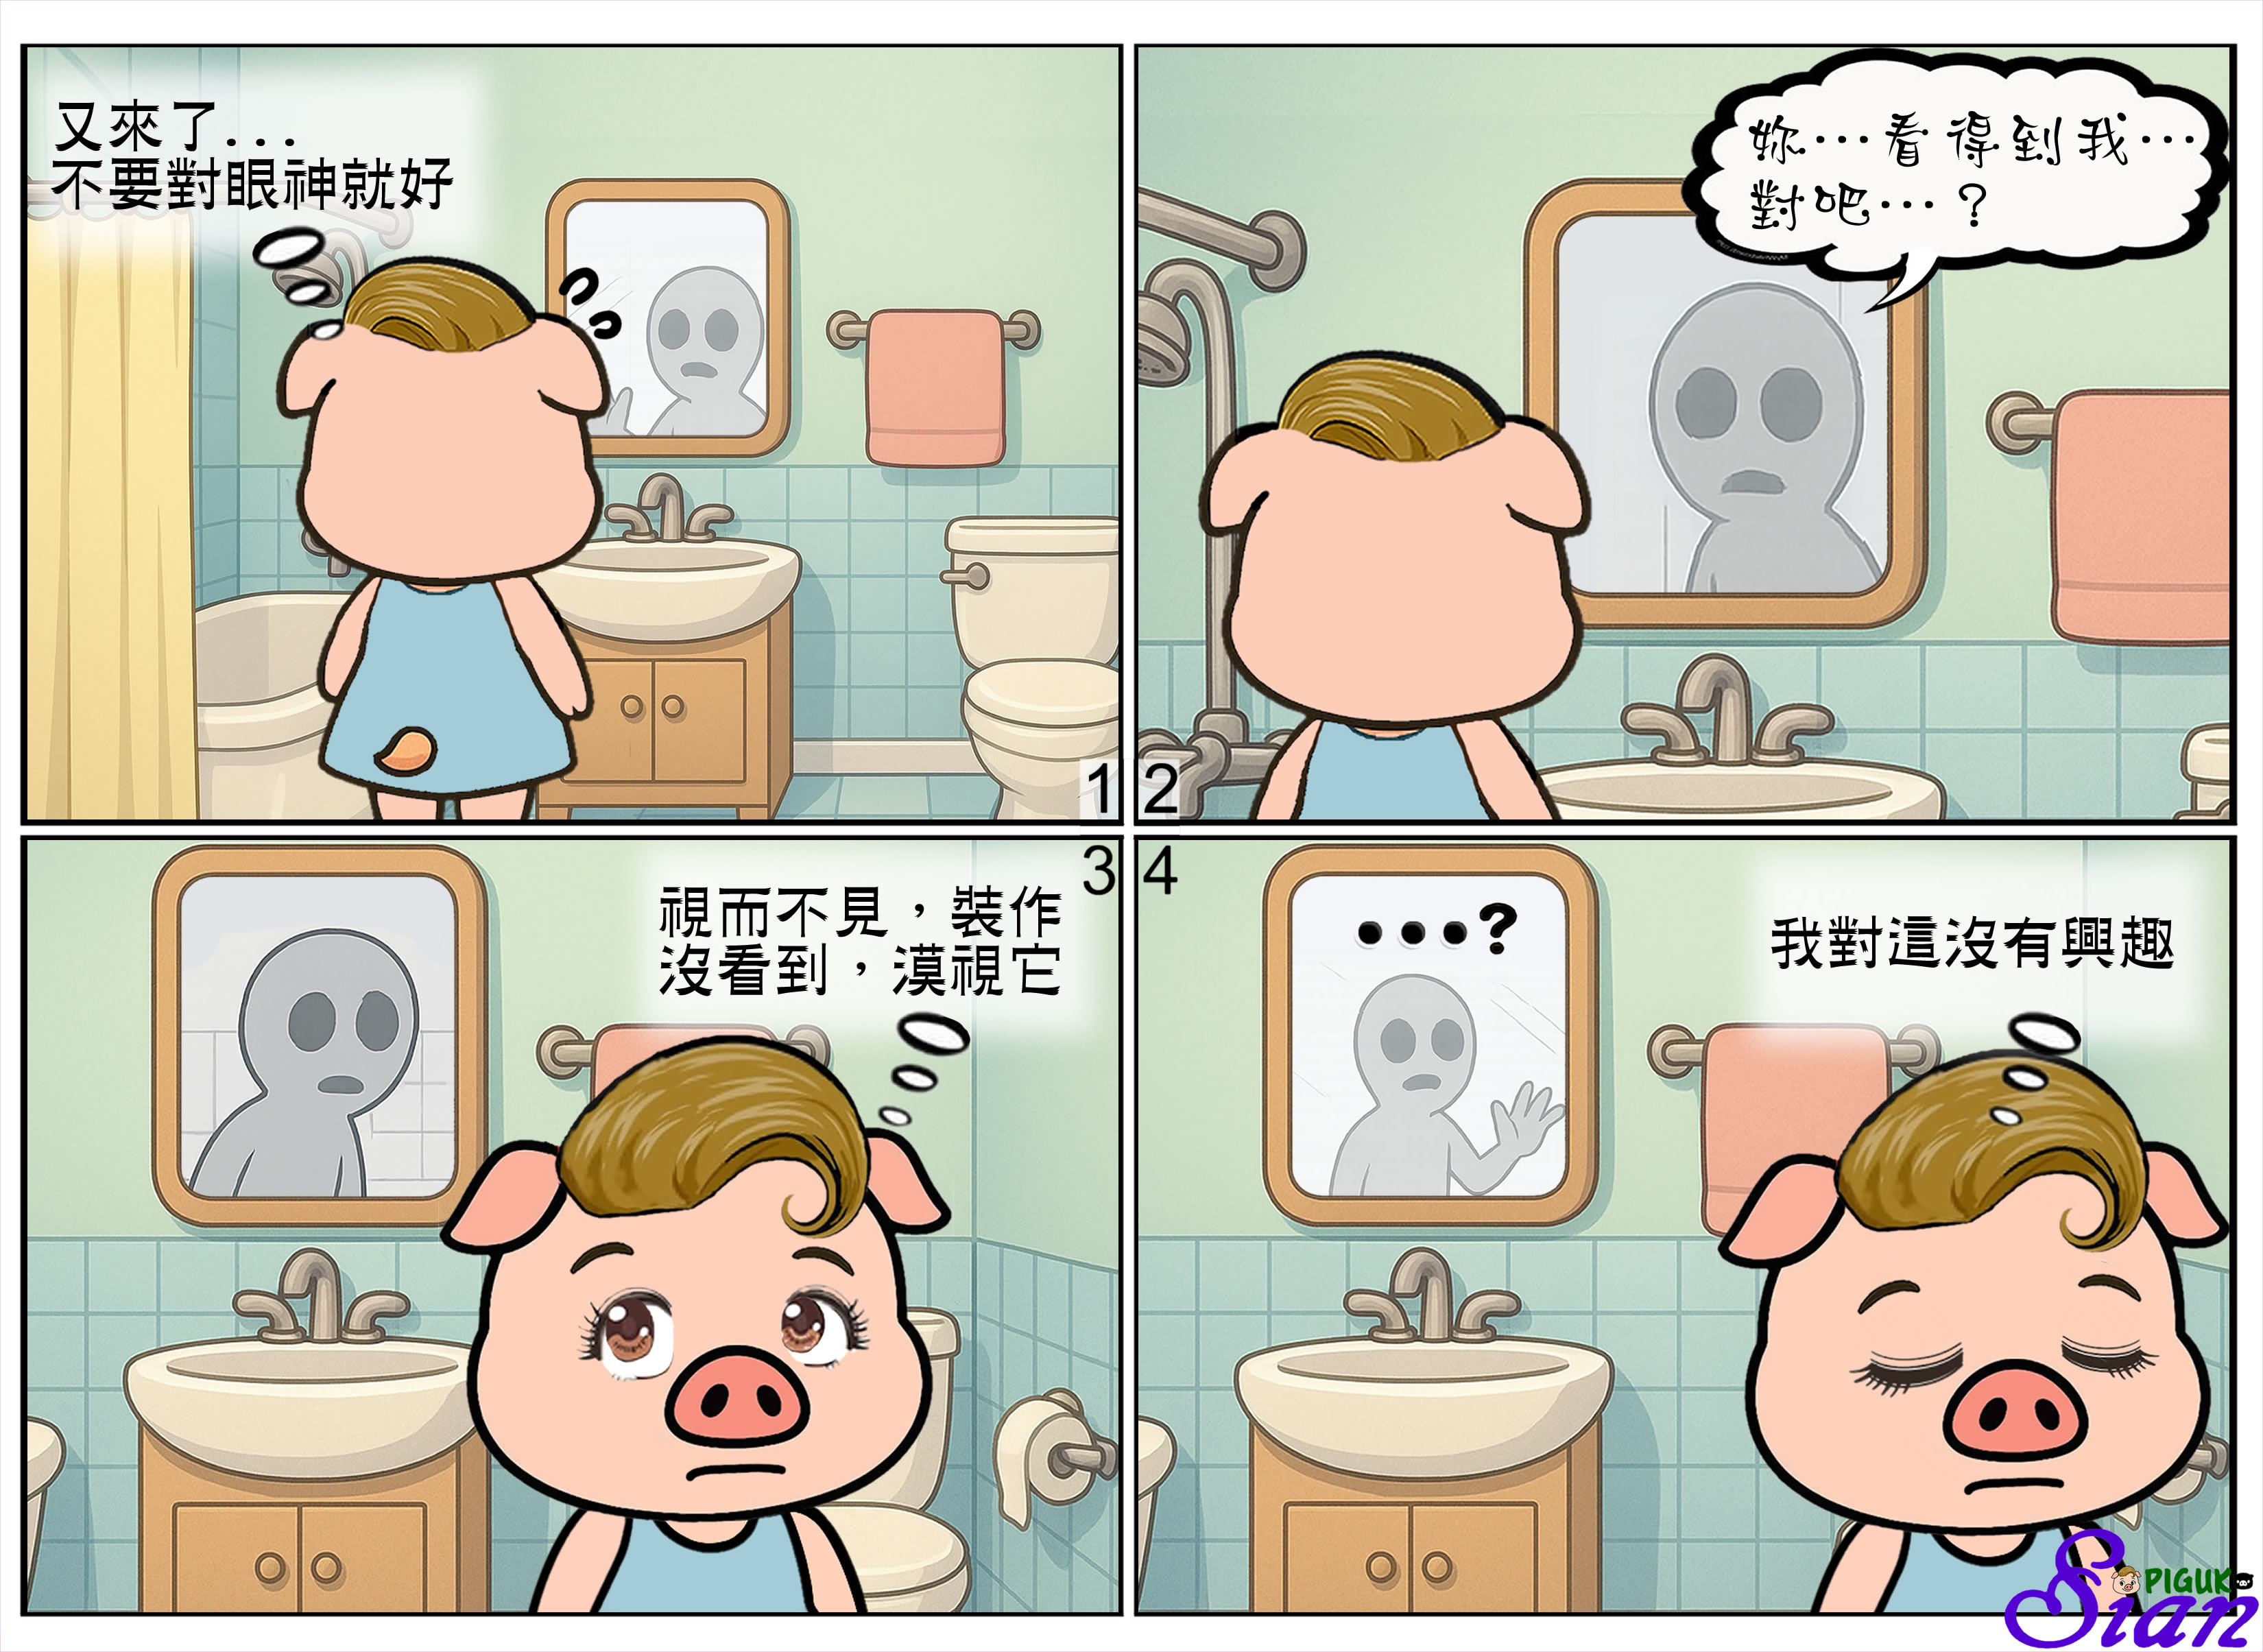 又來了...
不要對眼神就好
1
妳…看得到我…
對吧…？
2
視而不見，裝作
沒看到，漠視它
3
...?
我對這沒有興趣
4
PIGUK
Sian